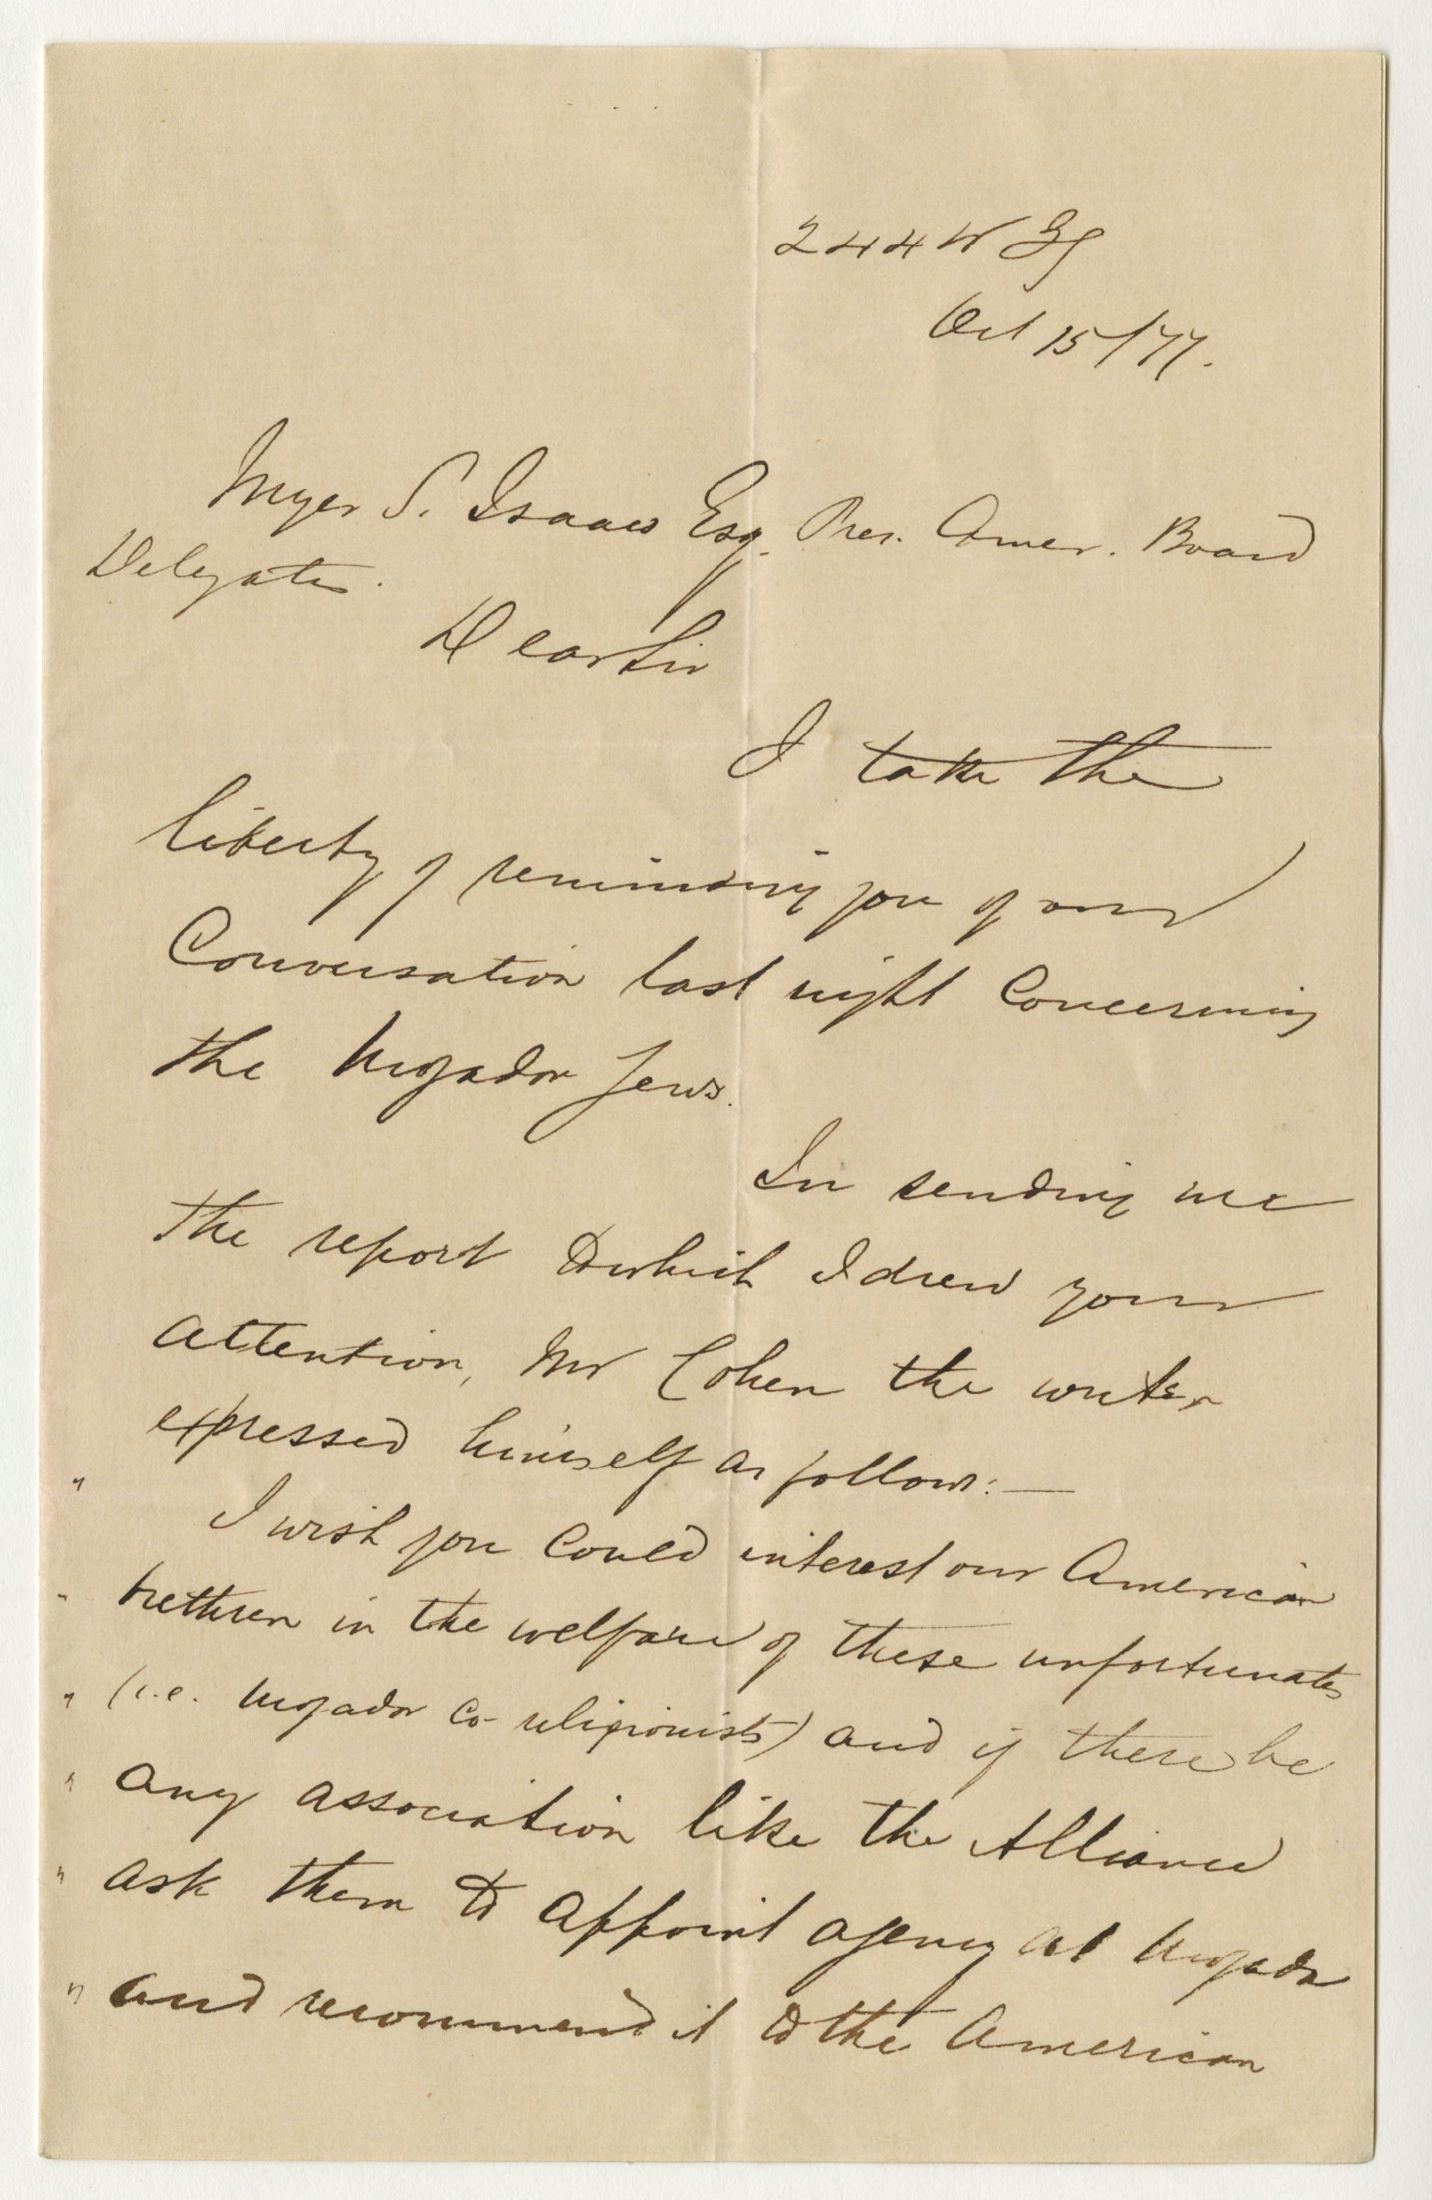 244 W 39
Oct 15/77.
Myer S. Isaacs Esq. Pres. Amer. Board
Delegates.
Dear Sir
I take the
liberty of reminding you of our
Conversation last night Concerning
the Mogador Jews.
In sending me
the report to which I drew your
attention, Mr Cohen the writer
expressed himself as follows: —
" I wish you could interest our American
" brethren in the welfare of these unfortunates
" (i.e. Mogador Co-religionists) and if there be
" any association like the Alliance
" ask them to appoint agency at Mogador
" and recommend it to the American